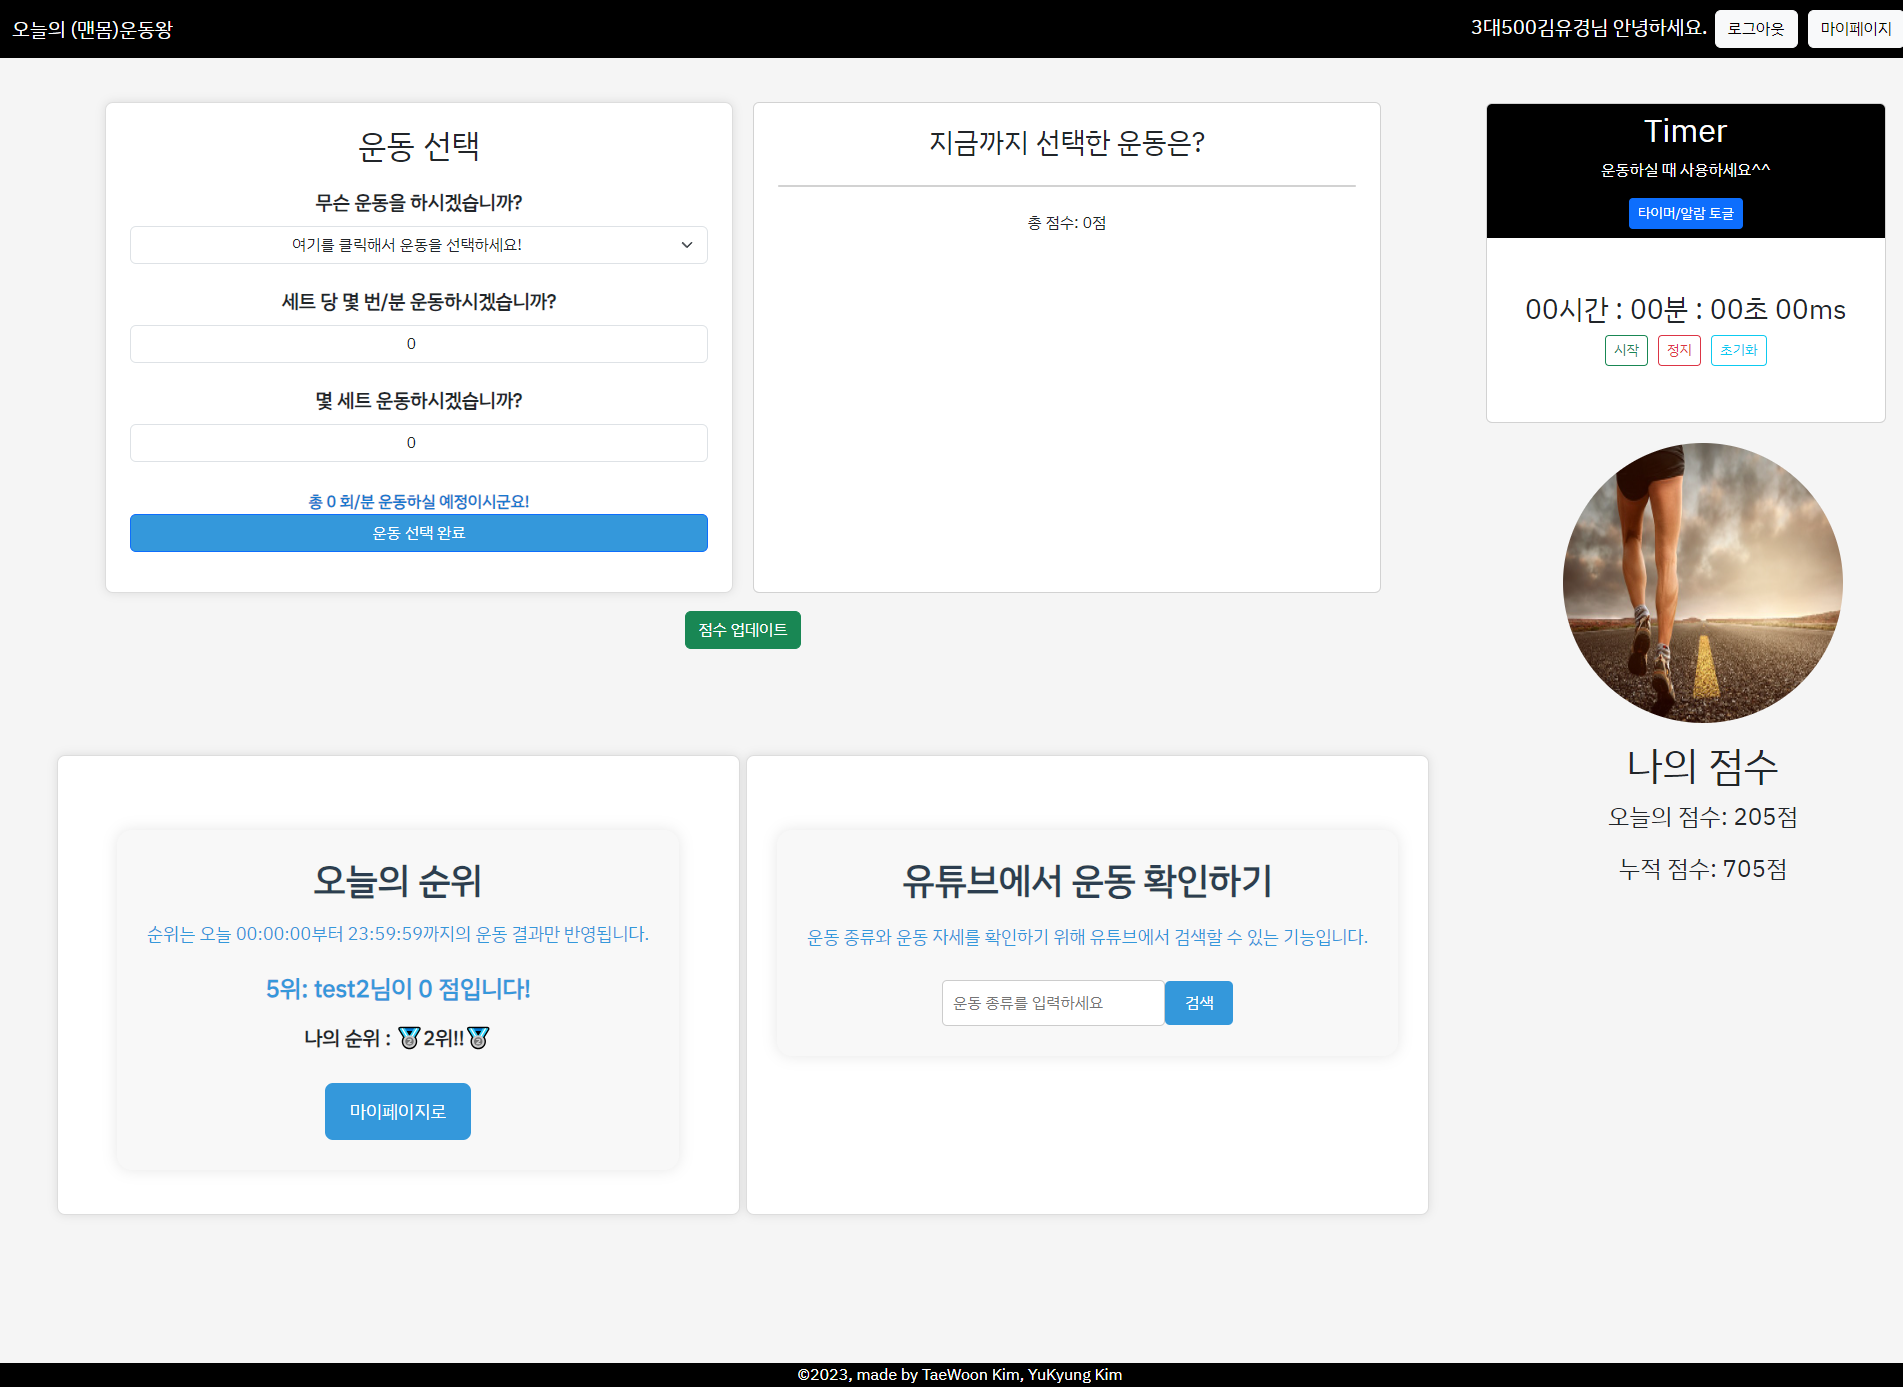 오늘의 (맨몸)운동왕
3대500김유경님 안녕하세요.
로그아웃
마이페이지
운동 선택
무슨 운동을 하시겠습니까?
여기를 클릭해서 운동을 선택하세요!
세트 당 몇 번/분 운동하시겠습니까?
0
몇 세트 운동하시겠습니까?
0
총 0 회/분 운동하실 예정이시군요!
운동 선택 완료
지금까지 선택한 운동은?
총 점수: 0점
점수 업데이트
Timer
운동하실 때 사용하세요^^
타이머/알람 토글
00시간 : 00분 : 00초 00ms
시작
정지
초기화
나의 점수
오늘의 점수: 205점
누적 점수: 705점
오늘의 순위
순위는 오늘 00:00:00부터 23:59:59까지의 운동 결과만 반영됩니다.
5위: test2님이 0 점입니다!
나의 순위 : 🥈2위!!🥈
마이페이지로
유튜브에서 운동 확인하기
운동 종류와 운동 자세를 확인하기 위해 유튜브에서 검색할 수 있는 기능입니다.
운동 종류를 입력하세요
검색
©2023, made by TaeWoon Kim, YuKyung Kim